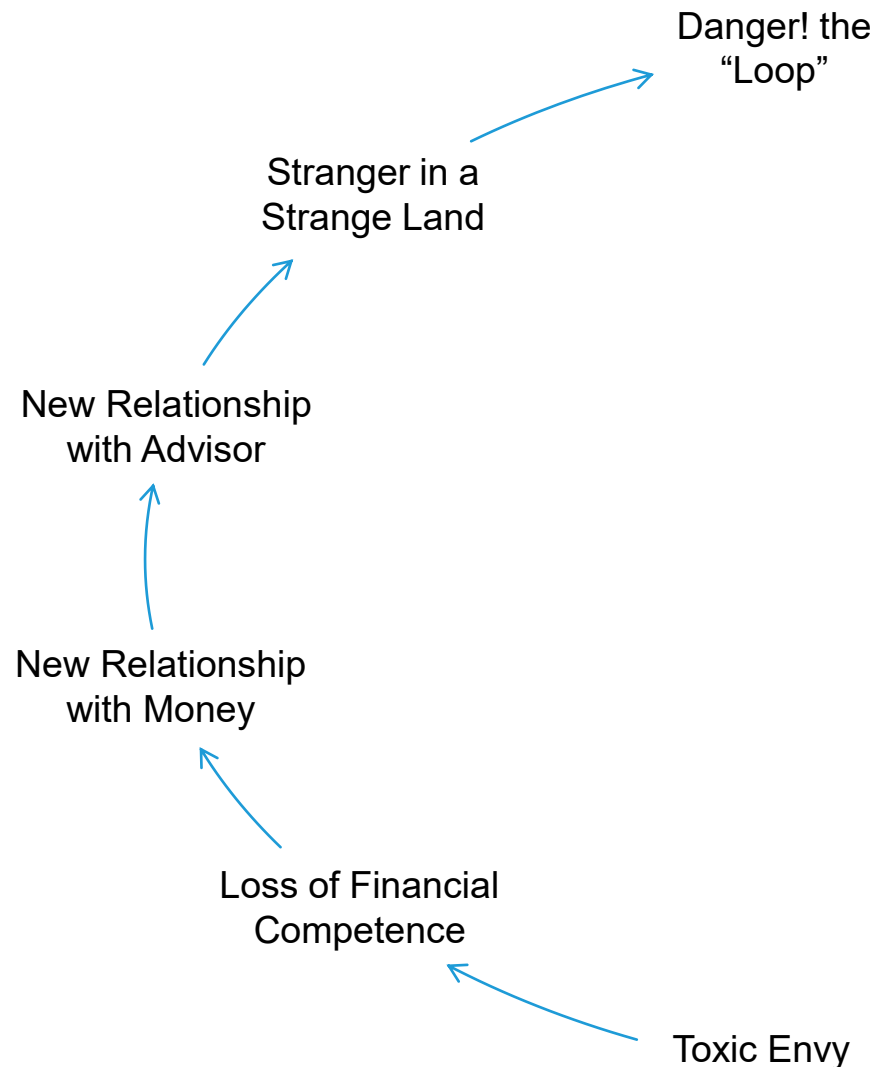 Danger! the
“Loop”
Stranger in a
Strange Land
New Relationship
with Advisor
New Relationship
with Money
Loss of Financial
Competence
Toxic Envy